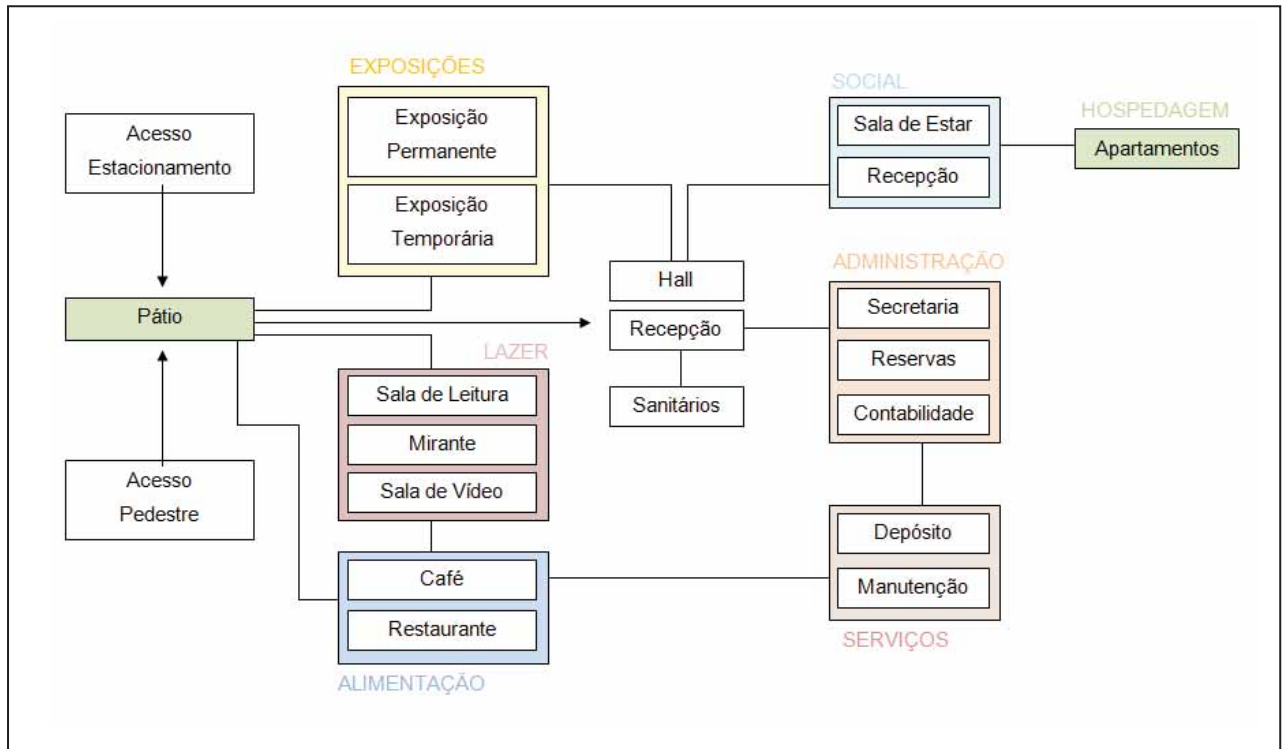 EXPOSIÇÕES
Exposição
Permanente
Exposição
Temporária
SOCIAL
Sala de Estar
Recepção
HOSPEDAGEM
Apartamentos
Acesso
Estacionamento
Pátio
Acesso
Pedestre
Hall
Recepção
Sanitários
ADMINISTRAÇÃO
Secretaria
Reservas
Contabilidade
LAZER
Sala de Leitura
Mirante
Sala de Vídeo
Café
Restaurante
ALIMENTAÇÃO
Depósito
Manutenção
SERVIÇOS